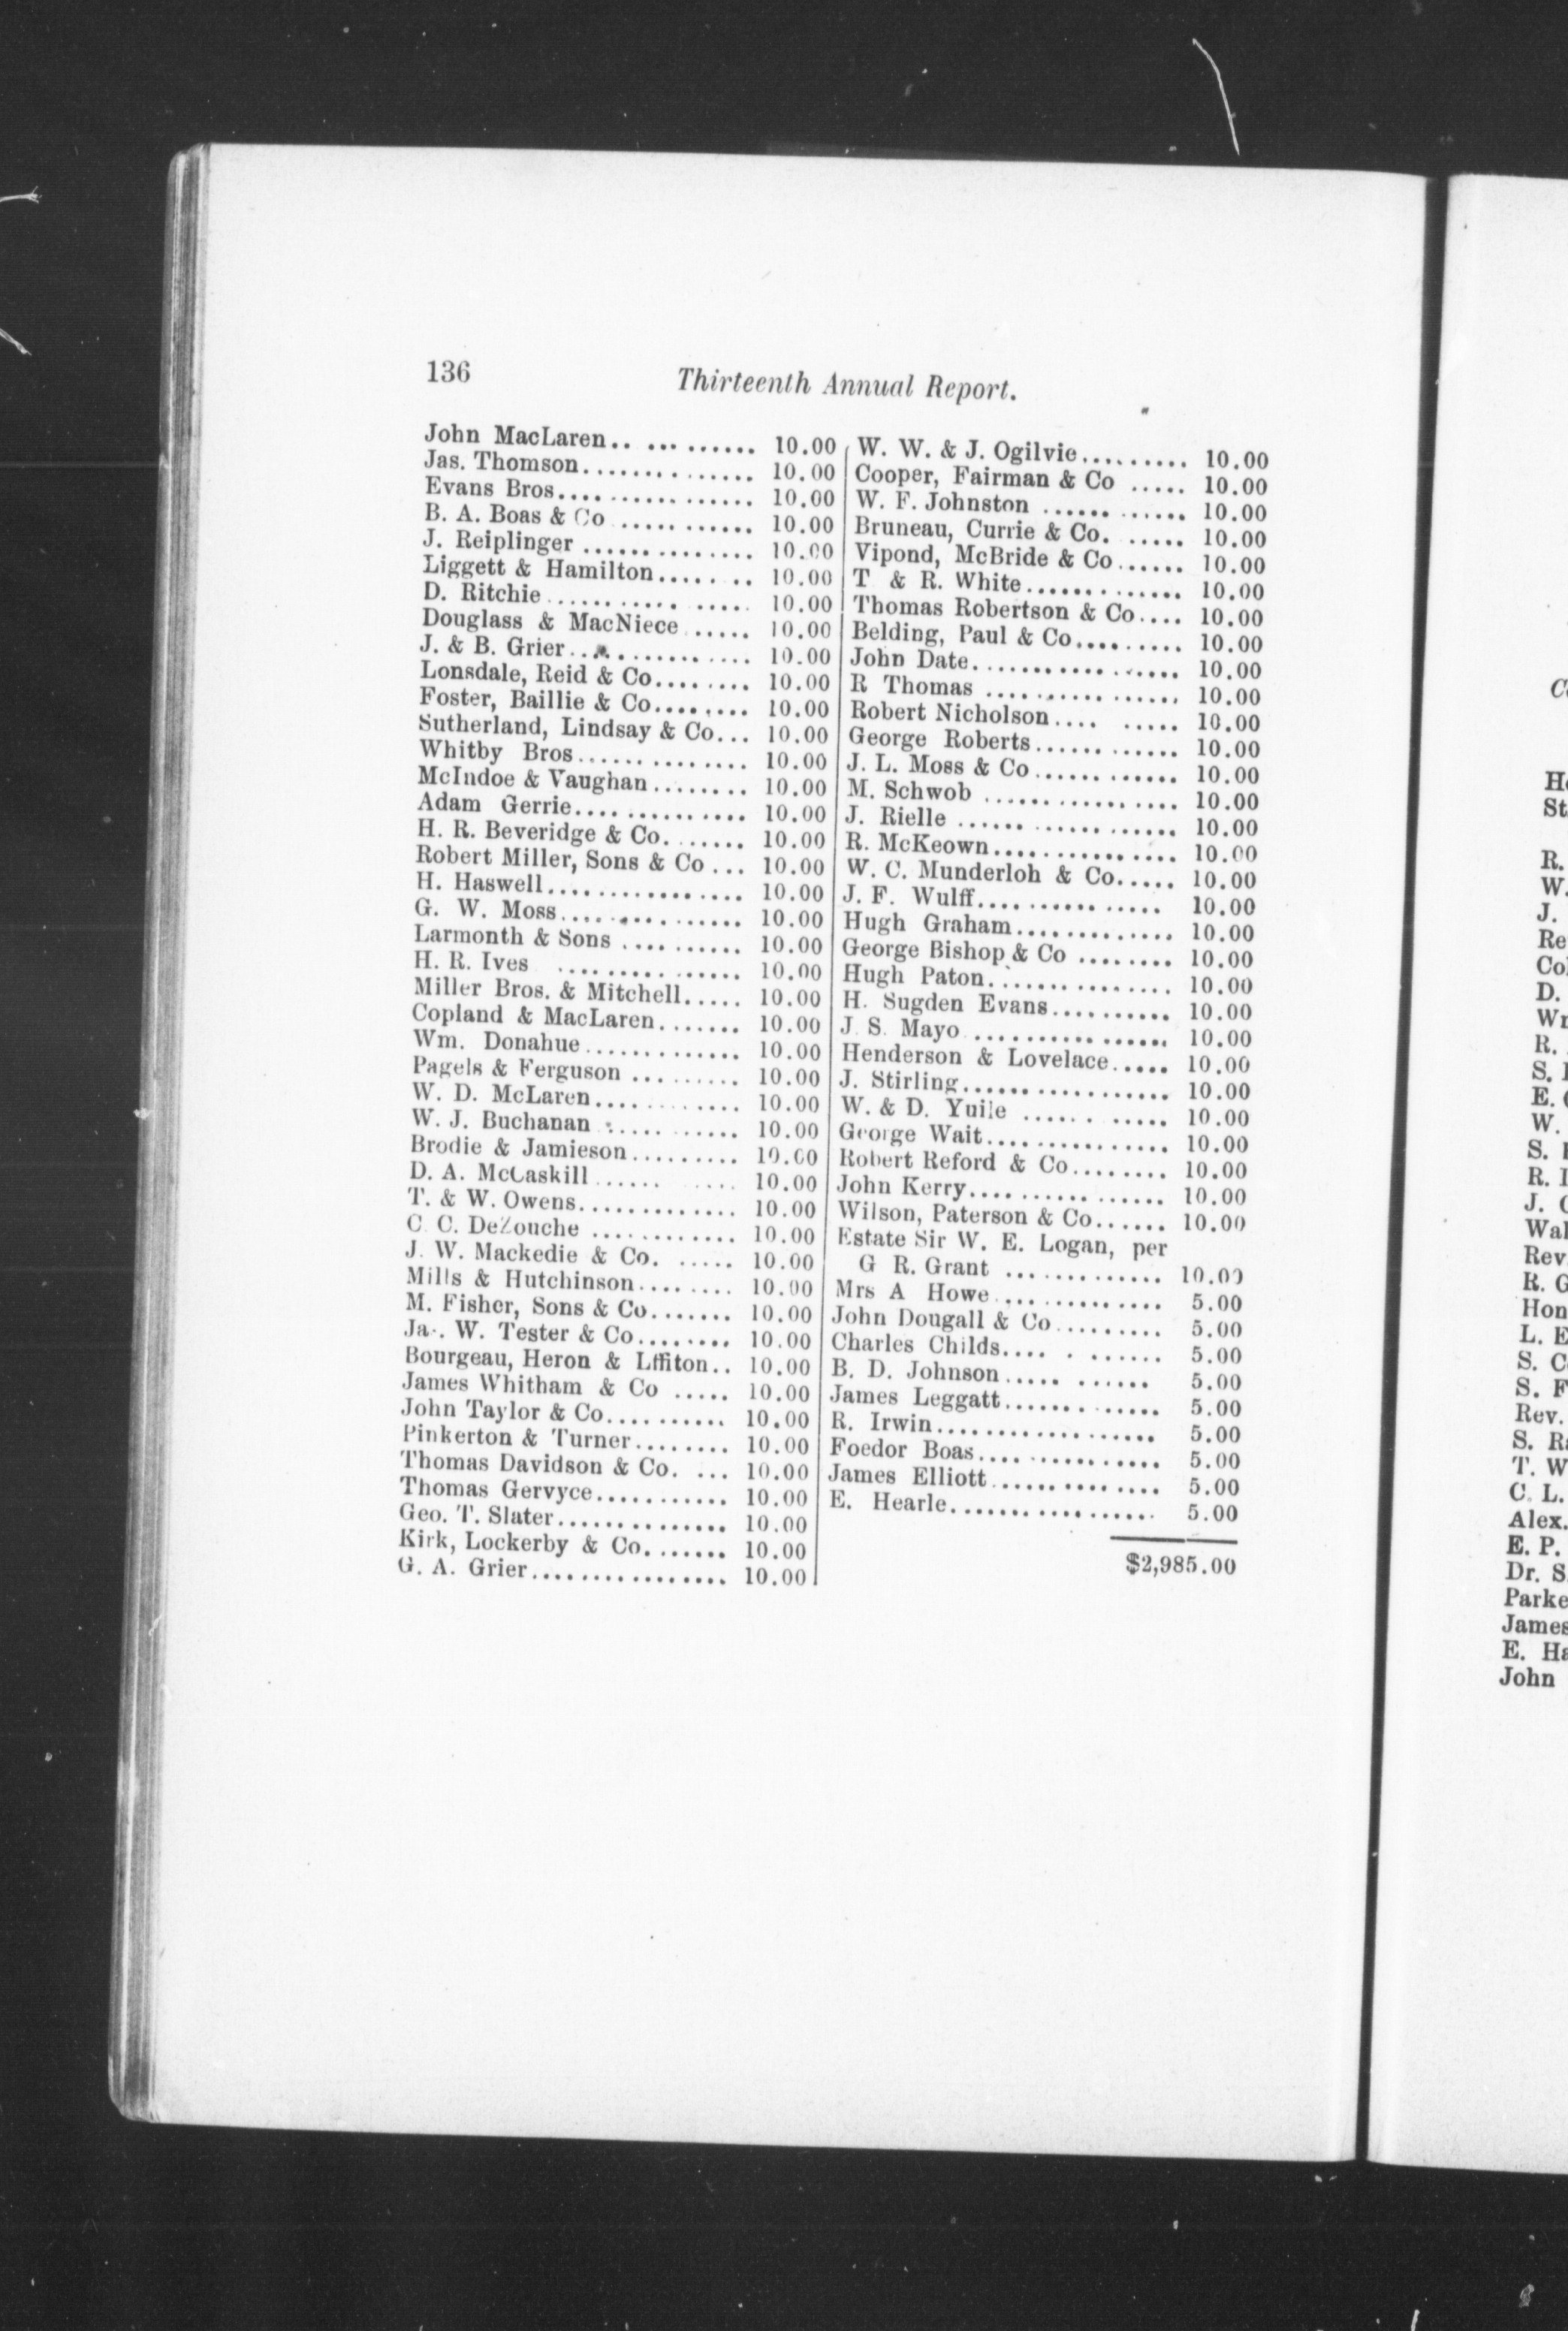 136
Thirteenth Annual Report.
John MacLaren.. ... ....... 10.00
Jas. Thomson............... 10.00
Evans Bros................. 10.00
B. A. Boas & Co ........... 10.00
J. Reiplinger .............. 10.00
Liggett & Hamilton........ 10.00
D. Ritchie........... ..... 10.00
Douglass & MacNiece ..... 10.00
J. & B. Grier............... 10.00
Lonsdale, Reid & Co........ 10.00
Foster, Baillie & Co........ 10.00
Sutherland, Lindsay & Co... 10.00
Whitby Bros............... 10.00
McIndoe & Vaughan........ 10.00
Adam Gerrie............... 10.00
H. R. Beveridge & Co....... 10.00
Robert Miller, Sons & Co ... 10.00
H. Haswell................. 10.00
G. W. Moss................ 10.00
Larmonth & Sons .......... 10.00
H. R. Ives ............... 10.00
Miller Bros. & Mitchell..... 10.00
Copland & MacLaren....... 10.00
Wm. Donahue............. 10.00
Pagels & Ferguson ......... 10.00
W. D. McLaren............ 10.00
W. J. Buchanan ........... 10.00
Brodie & Jamieson......... 10.00
D. A. McCaskill...... ..... 10.00
T. & W. Owens............. 10.00
C. C. DeZouche ............ 10.00
J. W. Mackedie & Co. ..... 10.00
Mills & Hutchinson........ 10.00
M. Fisher, Sons & Co....... 10.00
Ja.. W. Tester & Co........ 10.00
Bourgeau, Heron & Lffiton.. 10.00
James Whitham & Co ..... 10.00
John Taylor & Co.......... 10.00
Pinkerton & Turner........ 10.00
Thomas Davidson & Co. ... 10.00
Thomas Gervyce........... 10.00
Geo. T. Slater.............. 10.00
Kirk, Lockerby & Co....... 10.00
G. A. Grier................ 10.00
W. W. & J. Ogilvie......... 10.00
Cooper, Fairman & Co ..... 10.00
W. F. Johnston ........... 10.00
Bruneau, Currie & Co. ..... 10.00
Vipond, McBride & Co...... 10.00
T & R. White............. 10.00
Thomas Robertson & Co.... 10.00
Belding, Paul & Co......... 10.00
John Date................. 10.00
R Thomas ................ 10.00
Robert Nicholson.... ..... 10.00
George Roberts............ 10.00
J. L. Moss & Co............ 10.00
M. Schwob ................ 10.00
J. Rielle .................. 10.00
R. McKeown............... 10.00
W. C. Munderloh & Co..... 10.00
J. F. Wulff............... 10.00
Hugh Graham............. 10.00
George Bishop & Co ........ 10.00
Hugh Paton............... 10.00
H. Sugden Evans.......... 10.00
J. S. Mayo ................ 10.00
Henderson & Lovelace..... 10.00
J. Stirling................. 10.00
W. & D. Yuile ...... ..... 10.00
George Wait............... 10.00
Robert Reford & Co........ 10.00
John Kerry................ 10.00
Wilson, Paterson & Co...... 10.00
Estate Sir W. E. Logan, per
G R. Grant ............. 10.00
Mrs A Howe.............. 5.00
John Dougall & Co......... 5.00
Charles Childs.... . ...... 5.00
B. D. Johnson..... ...... 5.00
James Leggatt............. 5.00
R. Irwin.................. 5.00
Foedor Boas............... 5.00
James Elliott.............. 5.00
E. Hearle................. 5.00
$2,985.00
R.
W.
J.
D.
R.
W.
Rev.
Hon
Rev.
C. L.
Alex.
E. P.
James
John